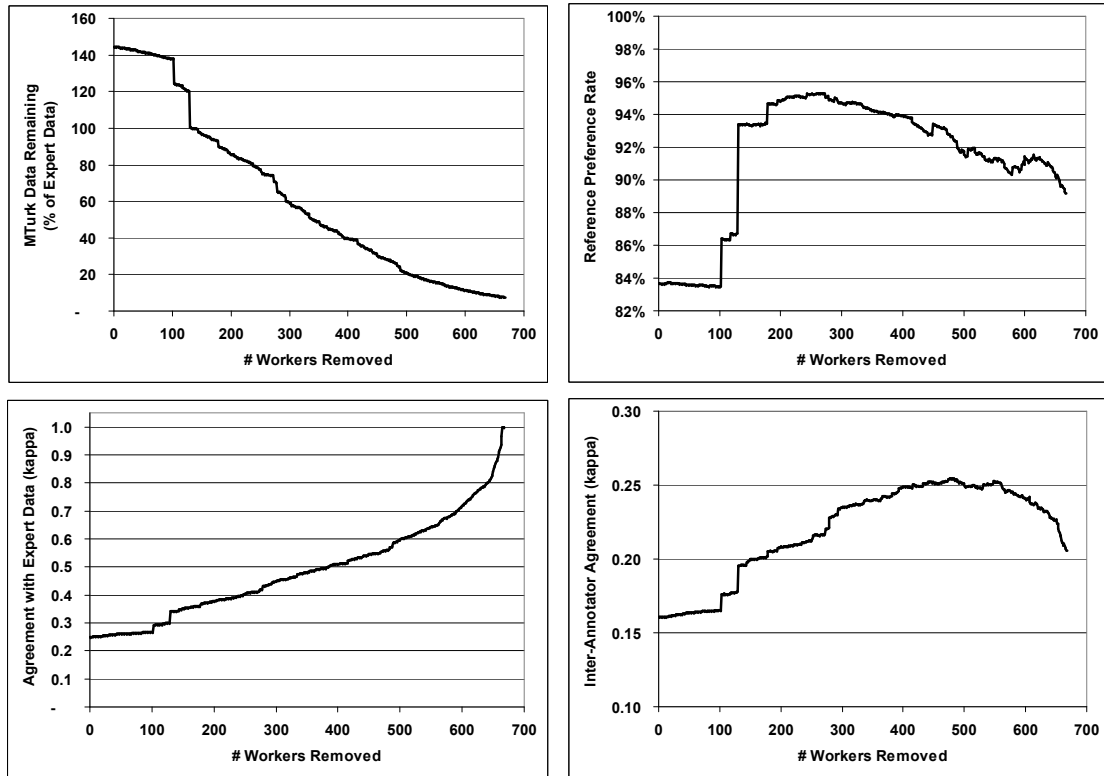 160
140
120
100
80
60
40
20
-
MTurk Data Remaining
(% of Expert Data)
0 100 200 300 400 500 600 700
# Workers Removed
100%
98%
96%
94%
92%
90%
88%
86%
84%
82%
Reference Preference Rate
0 100 200 300 400 500 600 700
# Workers Removed
1.0
0.9
0.8
0.7
0.6
0.5
0.4
0.3
0.2
0.1
-
Agreement with Expert Data (kappa)
0 100 200 300 400 500 600 700
# Workers Removed
0.30
0.25
0.20
0.15
0.10
Inter-Annotator Agreement (kappa)
0 100 200 300 400 500 600 700
# Workers Removed